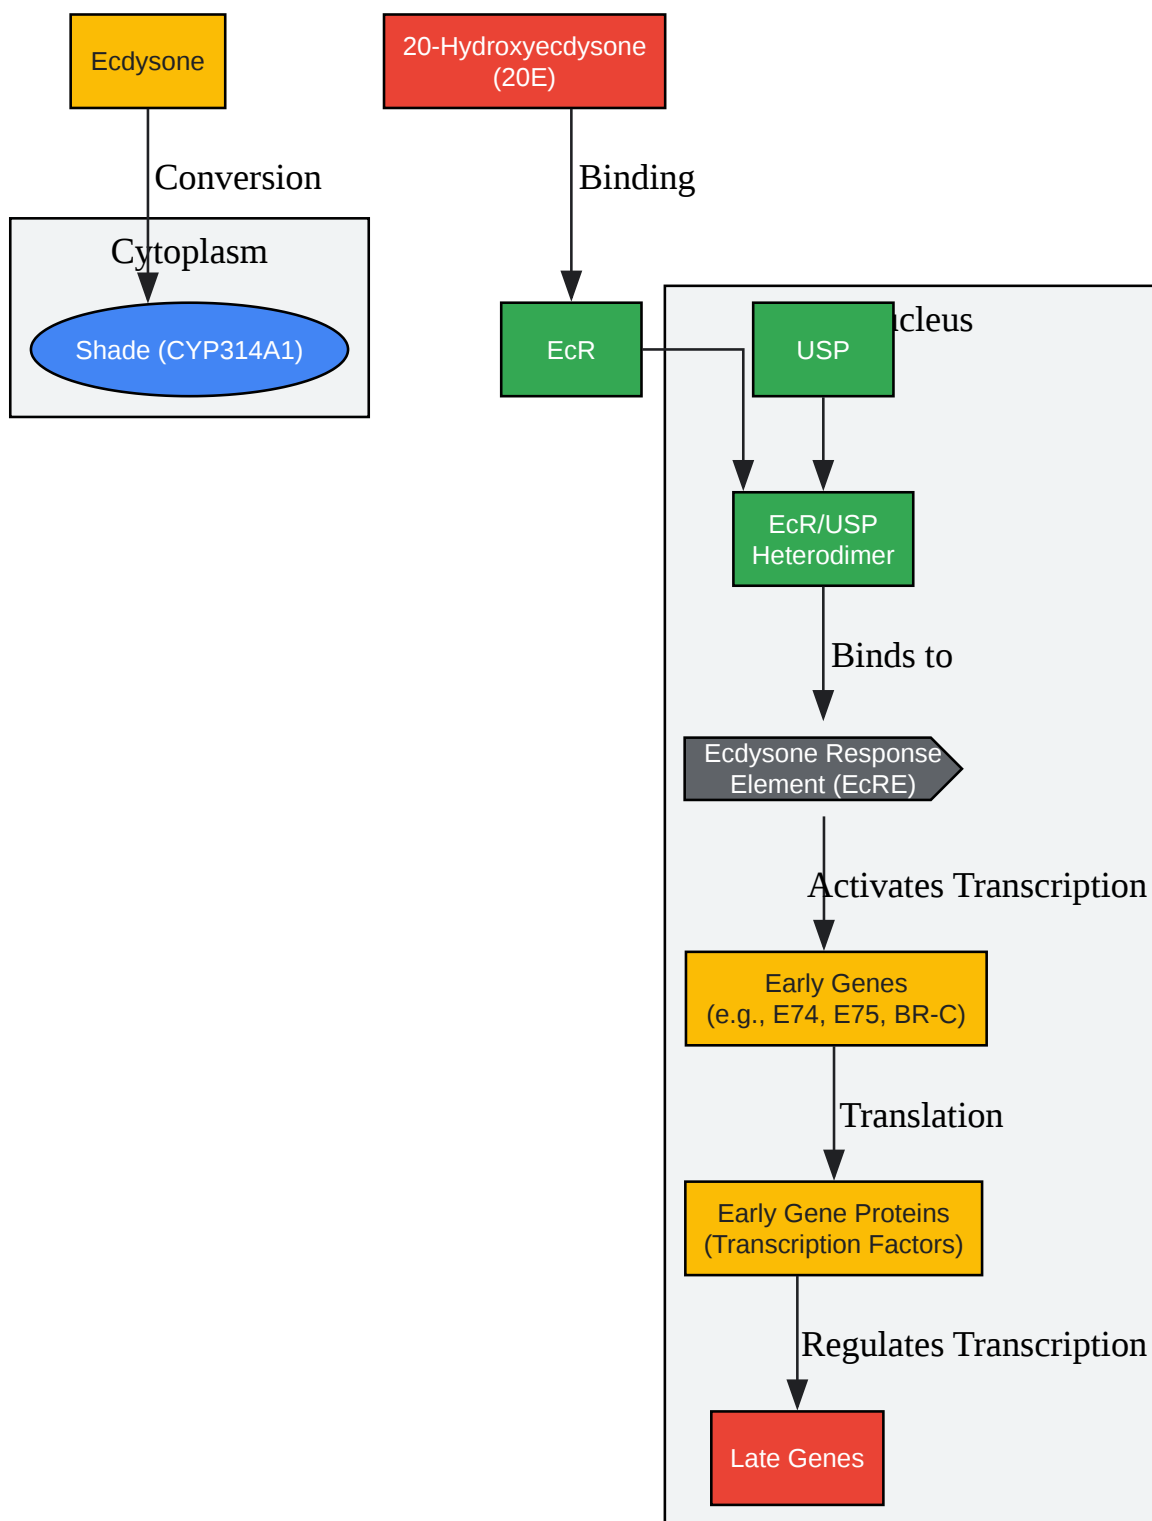 Ecdysone
20-Hydroxyecdysone
(20E)
Conversion
Binding
Cytoplasm
Shade (CYP314A1)
EcR
USP
ucleus
EcR/USP
Heterodimer
Binds to
Ecdysone Response
Element (EcRE)
Activates Transcription
Early Genes
(e.g., E74, E75, BR-C)
Translation
Early Gene Proteins
(Transcription Factors)
Regulates Transcription
Late Genes